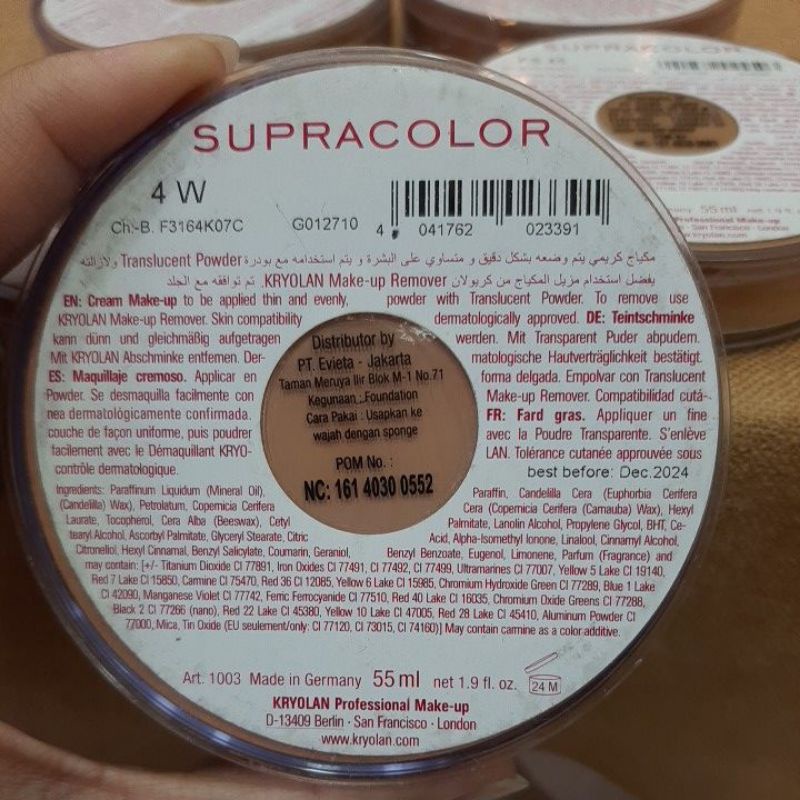 SUPRACOLOR
4 W
Ch.-B. F3164K07C
G012710
4 041762 023391
مكياج كريمي يتم وضعه بشكل دقيق و متساوي على البشرة و يتم استخدامه مع بودرة Translucent Powder ولازالته
يفضل استخدام مزيل المكياج من كريولان KRYOLAN Make-up Remover. تم توافقه مع الجلد
EN: Cream Make-up to be applied thin and evenly, powder with Translucent Powder. To remove use
KRYOLAN Make-up Remover. Skin compatibility dermatologically approved. DE: Teintschminke
kann dünn und gleichmäßig aufgetragen werden. Mit Transparent Puder abpudern.
Mit KRYOLAN Abschminke entfernen. Der- matologische Hautverträglichkeit bestätigt.
ES: Maquillaje cremoso. Applicar en forma delgada. Empolvar con Translucent
Powder. Se desmaquilla facilmente con Make-up Remover. Compatibilidad cutá-
nea dermatológicamente confirmada. FR: Fard gras. Appliquer un fine
couche de façon uniforme, puis poudrer avec la Poudre Transparente. S'enlève
facilement avec le Démaquillant KRYO- LAN. Tolérance cutanée approuvée sous
contrôle dermatologique.
best before: Dec.2024
Distributor by
PT. Evieta - Jakarta
Taman Meruya Ilir Blok M-1 No.71
Kegunaan : Foundation
Cara Pakai : Usapkan ke
wajah dengan sponge
POM No. :
NC: 161 4030 0552
Ingredients: Paraffinum Liquidum (Mineral Oil), Paraffin, Candelilla Cera (Euphorbia Cerifera
(Candelilla) Wax), Petrolatum, Copernicia Cerifera Cera (Copernicia Cerifera (Carnauba) Wax), Hexyl
Laurate, Tocopherol, Cera Alba (Beeswax), Cetyl Palmitate, Lanolin Alcohol, Propylene Glycol, BHT, Ce-
tearyl Alcohol, Ascorbyl Palmitate, Glyceryl Stearate, Citric Acid, Alpha-Isomethyl Ionone, Linalool, Cinnamyl Alcohol,
Citronellol, Hexyl Cinnamal, Benzyl Salicylate, Coumarin, Geraniol, Benzyl Benzoate, Eugenol, Limonene, Parfum (Fragrance) and
may contain: [+/- Titanium Dioxide CI 77891, Iron Oxides CI 77491, CI 77492, CI 77499, Ultramarines CI 77007, Yellow 5 Lake CI 19140,
Red 7 Lake CI 15850, Carmine CI 75470, Red 36 CI 12085, Yellow 6 Lake CI 15985, Chromium Hydroxide Green CI 77289, Blue 1 Lake
CI 42090, Manganese Violet CI 77742, Ferric Ferrocyanide CI 77510, Red 40 Lake CI 16035, Chromium Oxide Greens CI 77288,
Black 2 CI 77266 (nano), Red 22 Lake CI 45380, Yellow 10 Lake CI 47005, Red 28 Lake CI 45410, Aluminum Powder CI
77000, Mica, Tin Oxide (EU seulement/only: CI 77120, CI 73015, CI 74160)] May contain carmine as a color additive.
Art. 1003 Made in Germany 55 ml net 1.9 fl. oz. 24 M
KRYOLAN Professional Make-up
D-13409 Berlin · San Francisco · London
www.kryolan.com
SUPRACOLOR
55 ml
Professional Make-up
San Francisco - London
www.kryolan.com